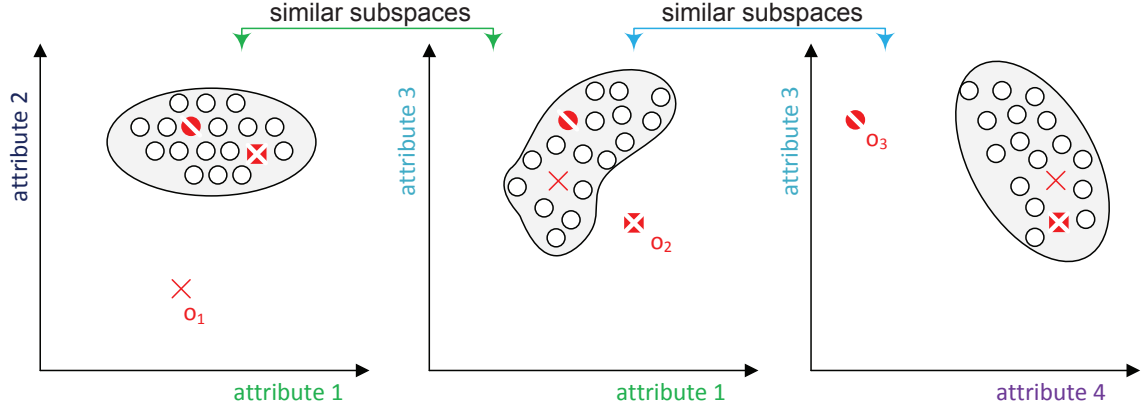 similar subspaces
similar subspaces
attribute 2
o1
attribute 1
attribute 3
o2
attribute 1
attribute 3
o3
attribute 4